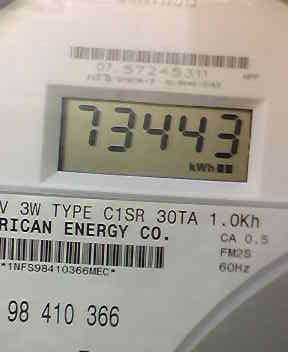 07.57245311
73443
kWh
V 3W TYPE C1SR 30TA 1.0Kh
RICAN ENERGY CO.
CA 0.5
FM2S
60Hz
*1NFS98410366MEC*
98 410 366